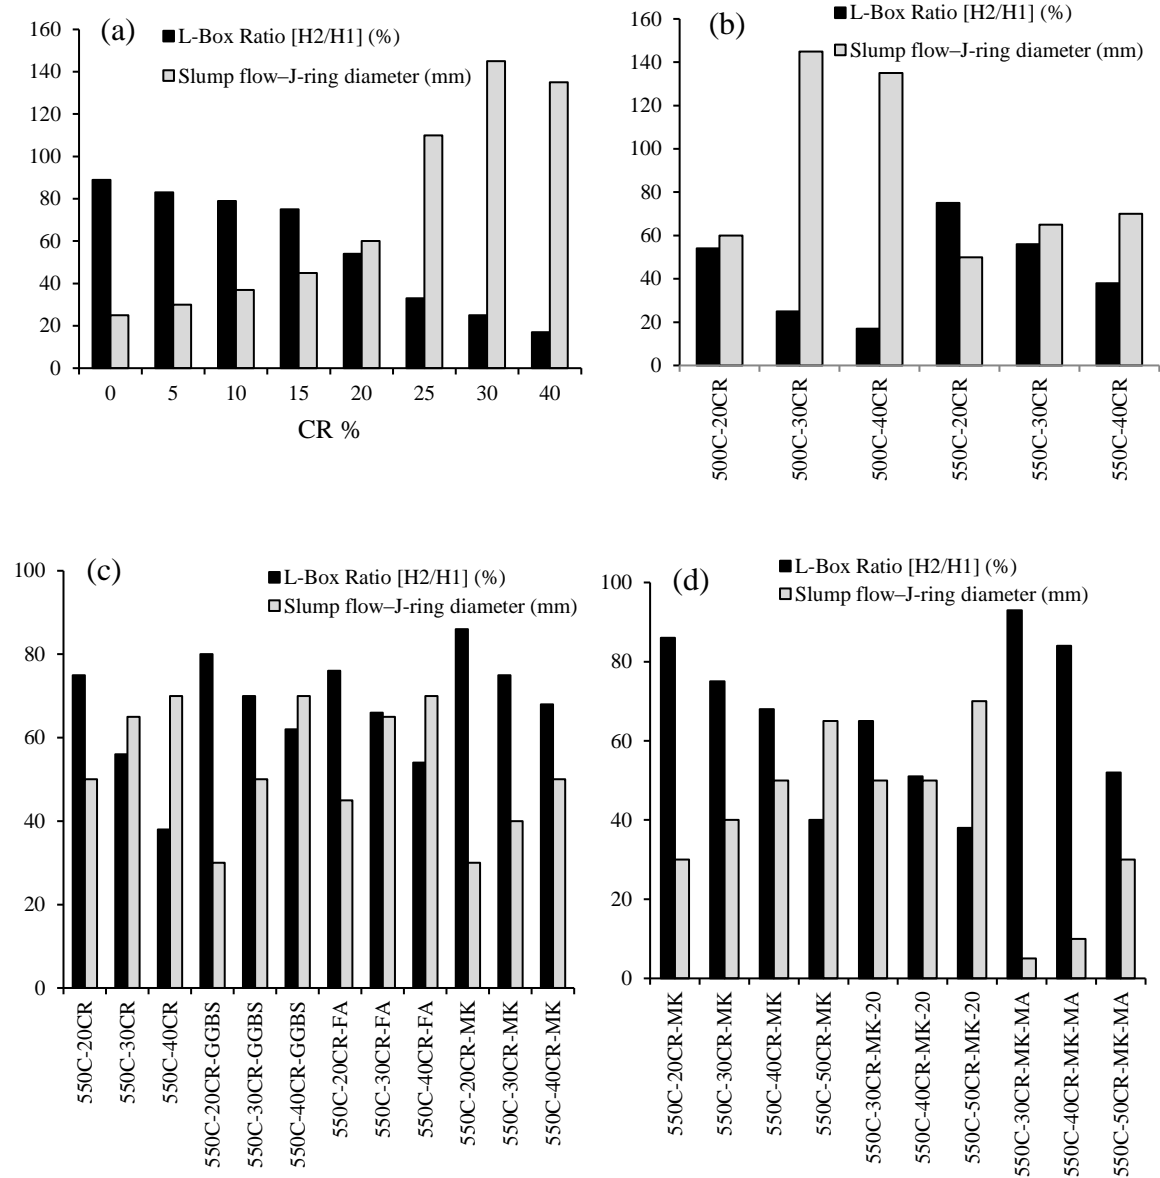 (a)
L-Box Ratio [H2/H1] (%)
Slump flow–J-ring diameter (mm)
160
140
120
100
80
60
40
20
0
0 5 10 15 20 25 30 40
CR %
(b)
L-Box Ratio [H2/H1] (%)
Slump flow–J-ring diameter (mm)
160
140
120
100
80
60
40
20
0
500C-20CR
500C-30CR
500C-40CR
550C-20CR
550C-30CR
550C-40CR
(c)
L-Box Ratio [H2/H1] (%)
Slump flow–J-ring diameter (mm)
100
80
60
40
20
0
550C-20CR
550C-30CR
550C-40CR
550C-20CR-GGBS
550C-30CR-GGBS
550C-40CR-GGBS
550C-20CR-FA
550C-30CR-FA
550C-40CR-FA
550C-20CR-MK
550C-30CR-MK
550C-40CR-MK
(d)
L-Box Ratio [H2/H1] (%)
Slump flow–J-ring diameter (mm)
100
80
60
40
20
0
550C-20CR-MK
550C-30CR-MK
550C-40CR-MK
550C-50CR-MK
550C-30CR-MK-20
550C-40CR-MK-20
550C-50CR-MK-20
550C-30CR-MK-MA
550C-40CR-MK-MA
550C-50CR-MK-MA